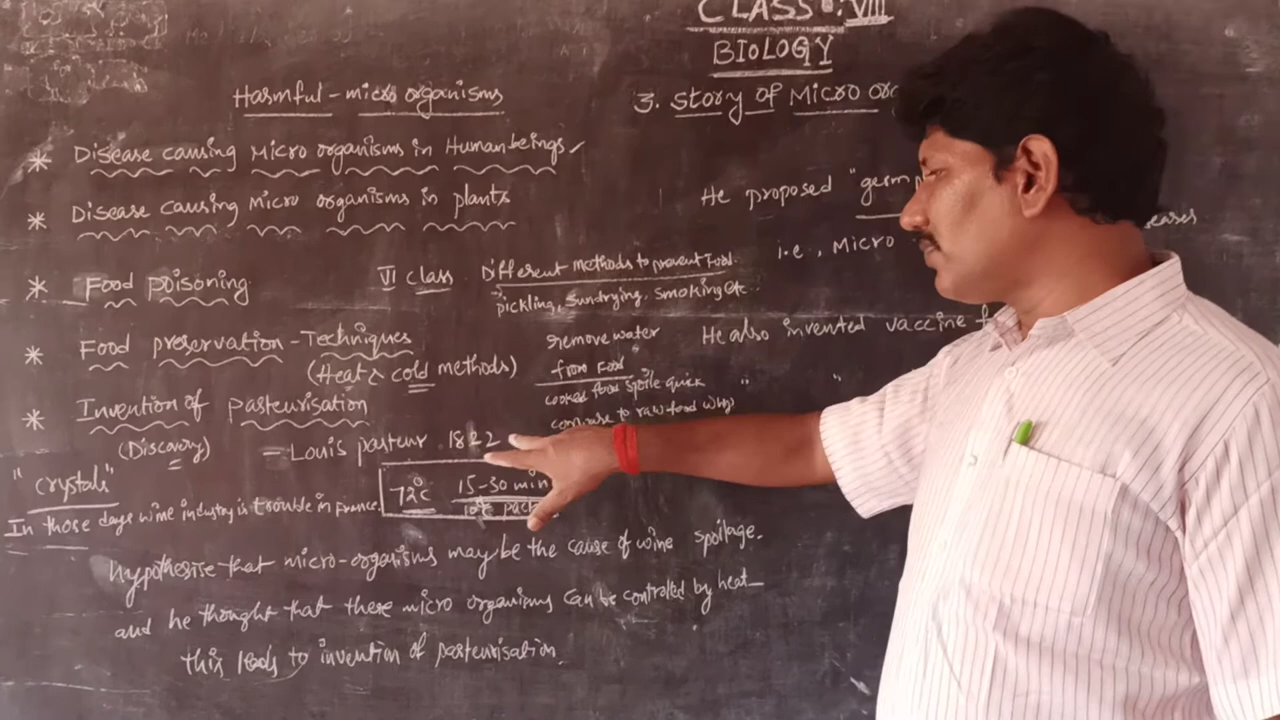 CLASS : VIII
BIOLOGY
Harmful - micro organisms
3. Story of Micro
* Disease causing Micro organisms in Human beings
* Disease causing micro organisms in plants
* Food poisoning
VI class Different methods to prevent Food
pickling, sundrying, smoking etc..
* Food preservation - Techniques
(Heat & cold methods)
remove water
from Food
cooked food spoile quick
compare to raw food why?
* Invention of pasteurisation
(Discovery) - Louis pasteur 1822
72°c 15-30 min
"crystals"
In those days wine industry is trouble in France.
Hypotherise that micro-organisms may be the cause of wine spoilage.
and he thought that these micro organisms can be controlled by heat
this leads to invention of pasteurisation.
He proposed "germ
i.e., Micro
eases
He also invented vaccine